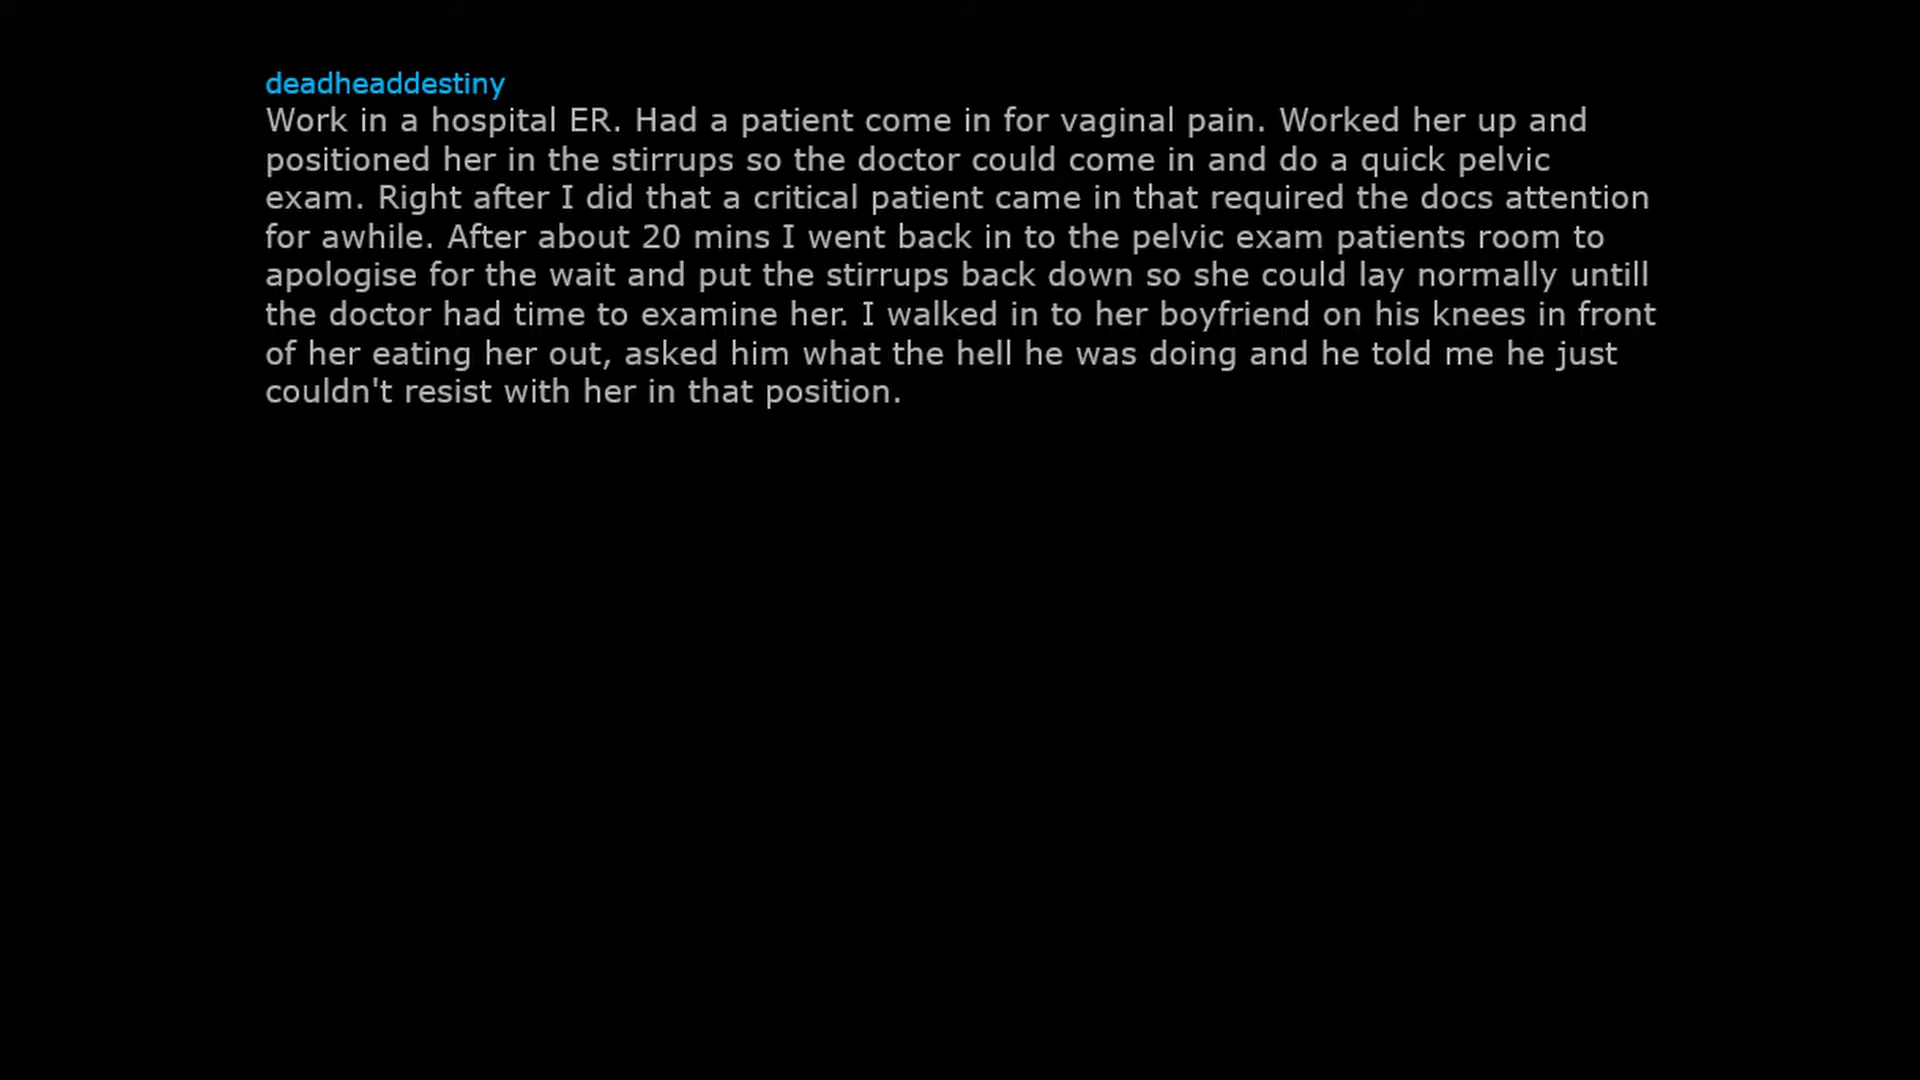 deadheaddestiny
Work in a hospital ER. Had a patient come in for vaginal pain. Worked her up and
positioned her in the stirrups so the doctor could come in and do a quick pelvic
exam. Right after I did that a critical patient came in that required the docs attention
for awhile. After about 20 mins I went back in to the pelvic exam patients room to
apologise for the wait and put the stirrups back down so she could lay normally untill
the doctor had time to examine her. I walked in to her boyfriend on his knees in front
of her eating her out, asked him what the hell he was doing and he told me he just
couldn't resist with her in that position.